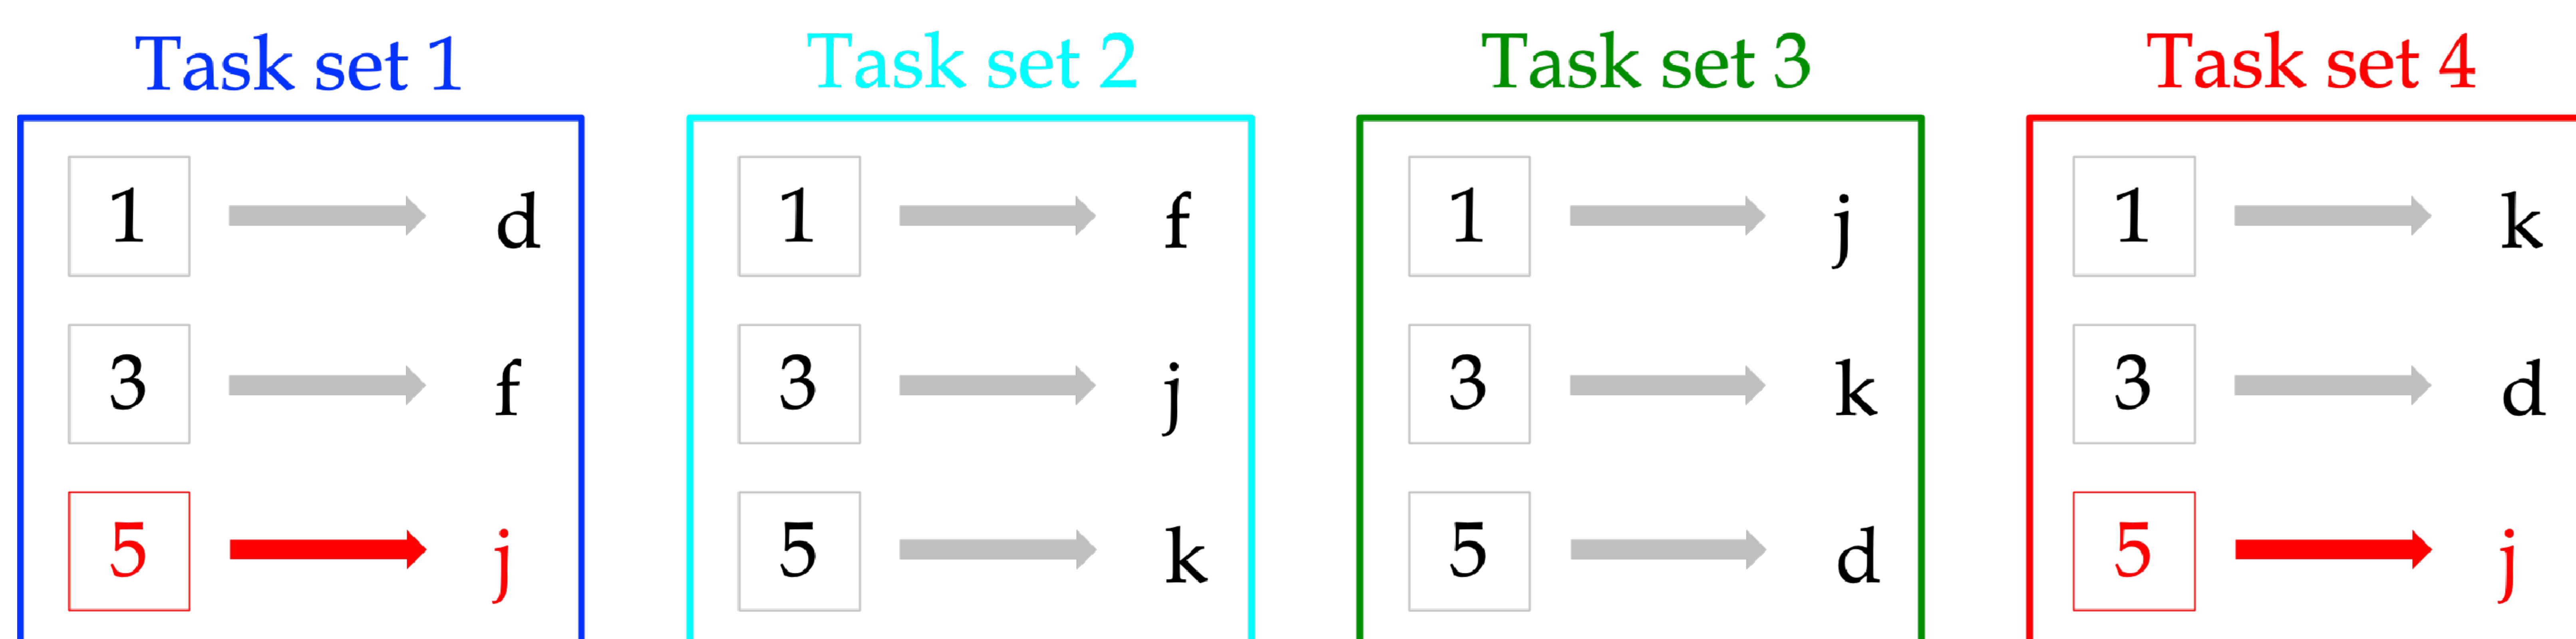 Task set 1
1 d
3 f
5 j
Task set 2
1 f
3 j
5 k
Task set 3
1 j
3 k
5 d
Task set 4
1 k
3 d
5 j